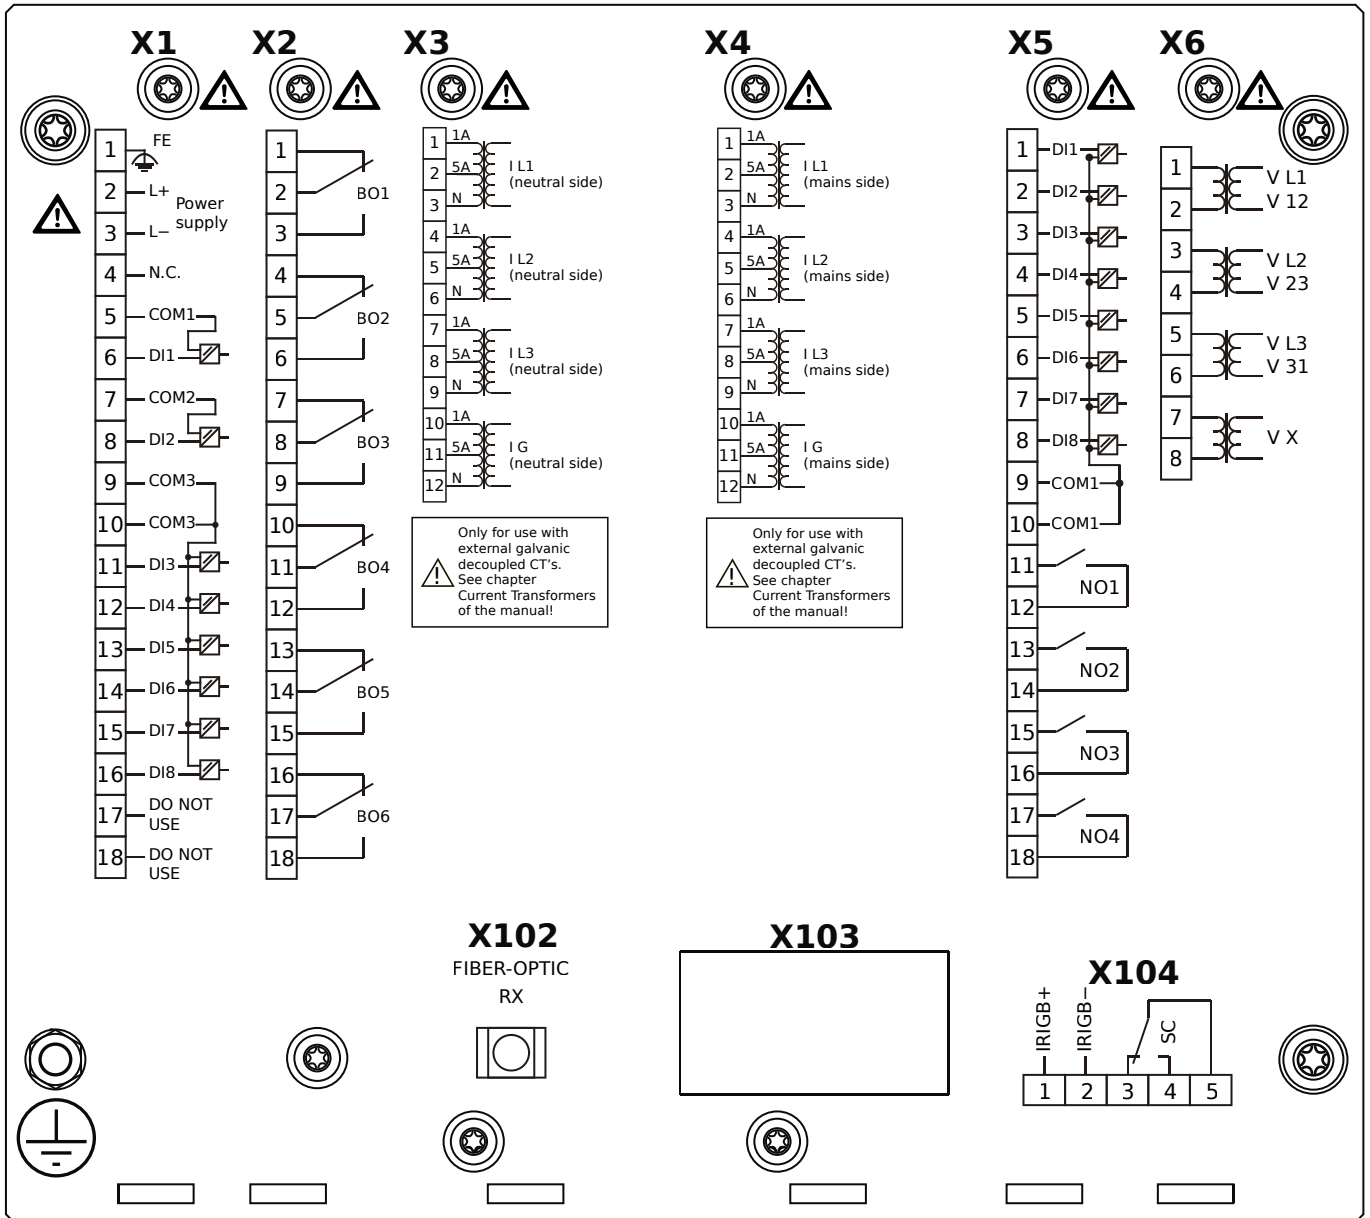 X1
X2
X3
X4
X5
X6
1
FE
2
L+
Power
supply
3
L−
4
N.C.
5
COM1
6
DI1
7
COM2
8
DI2
9
COM3
10
COM3
11
DI3
12
DI4
13
DI5
14
DI6
15
DI7
16
DI8
17
DO NOT
USE
18
DO NOT
USE
1
2
BO1
3
4
5
BO2
6
7
8
BO3
9
10
11
BO4
12
13
14
BO5
15
16
17
BO6
18
1
1A
2
5A
I L1
(neutral side)
3
N
4
1A
5
5A
I L2
(neutral side)
6
N
7
1A
8
5A
I L3
(neutral side)
9
N
10
1A
11
5A
I G
(neutral side)
12
N
Only for use with
external galvanic
decoupled CT's.
See chapter
Current Transformers
of the manual!
1
1A
2
5A
I L1
(mains side)
3
N
4
1A
5
5A
I L2
(mains side)
6
N
7
1A
8
5A
I L3
(mains side)
9
N
10
1A
11
5A
I G
(mains side)
12
N
Only for use with
external galvanic
decoupled CT's.
See chapter
Current Transformers
of the manual!
1
DI1
2
DI2
3
DI3
4
DI4
5
DI5
6
DI6
7
DI7
8
DI8
9
COM1
10
COM1
11
NO1
12
13
NO2
14
15
NO3
16
17
NO4
18
1
V L1
V 12
2
3
V L2
V 23
4
5
V L3
V 31
6
7
V X
8
X102
FIBER-OPTIC
RX
X103
X104
IRIGB+
IRIGB−
SC
1 2 3 4 5